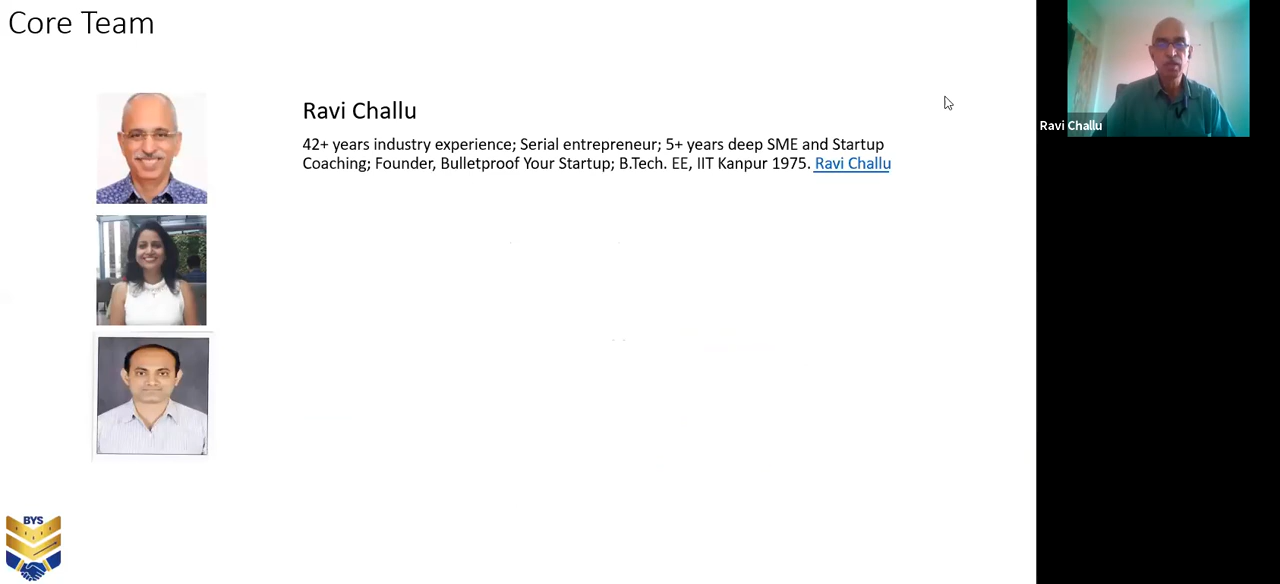 Core Team
Ravi Challu
42+ years industry experience; Serial entrepreneur; 5+ years deep SME and Startup
Coaching; Founder, Bulletproof Your Startup; B.Tech. EE, IIT Kanpur 1975. Ravi Challu
Ravi Challu
BYS